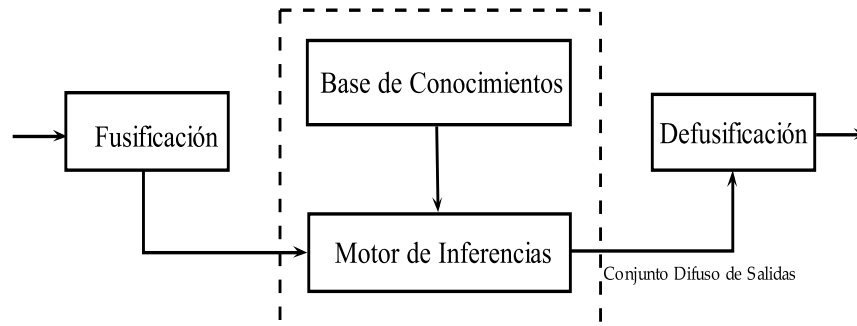 Base de Conocimientos
Fusificación
Defusificación
Motor de Inferencias
Conjunto Difuso de Salidas